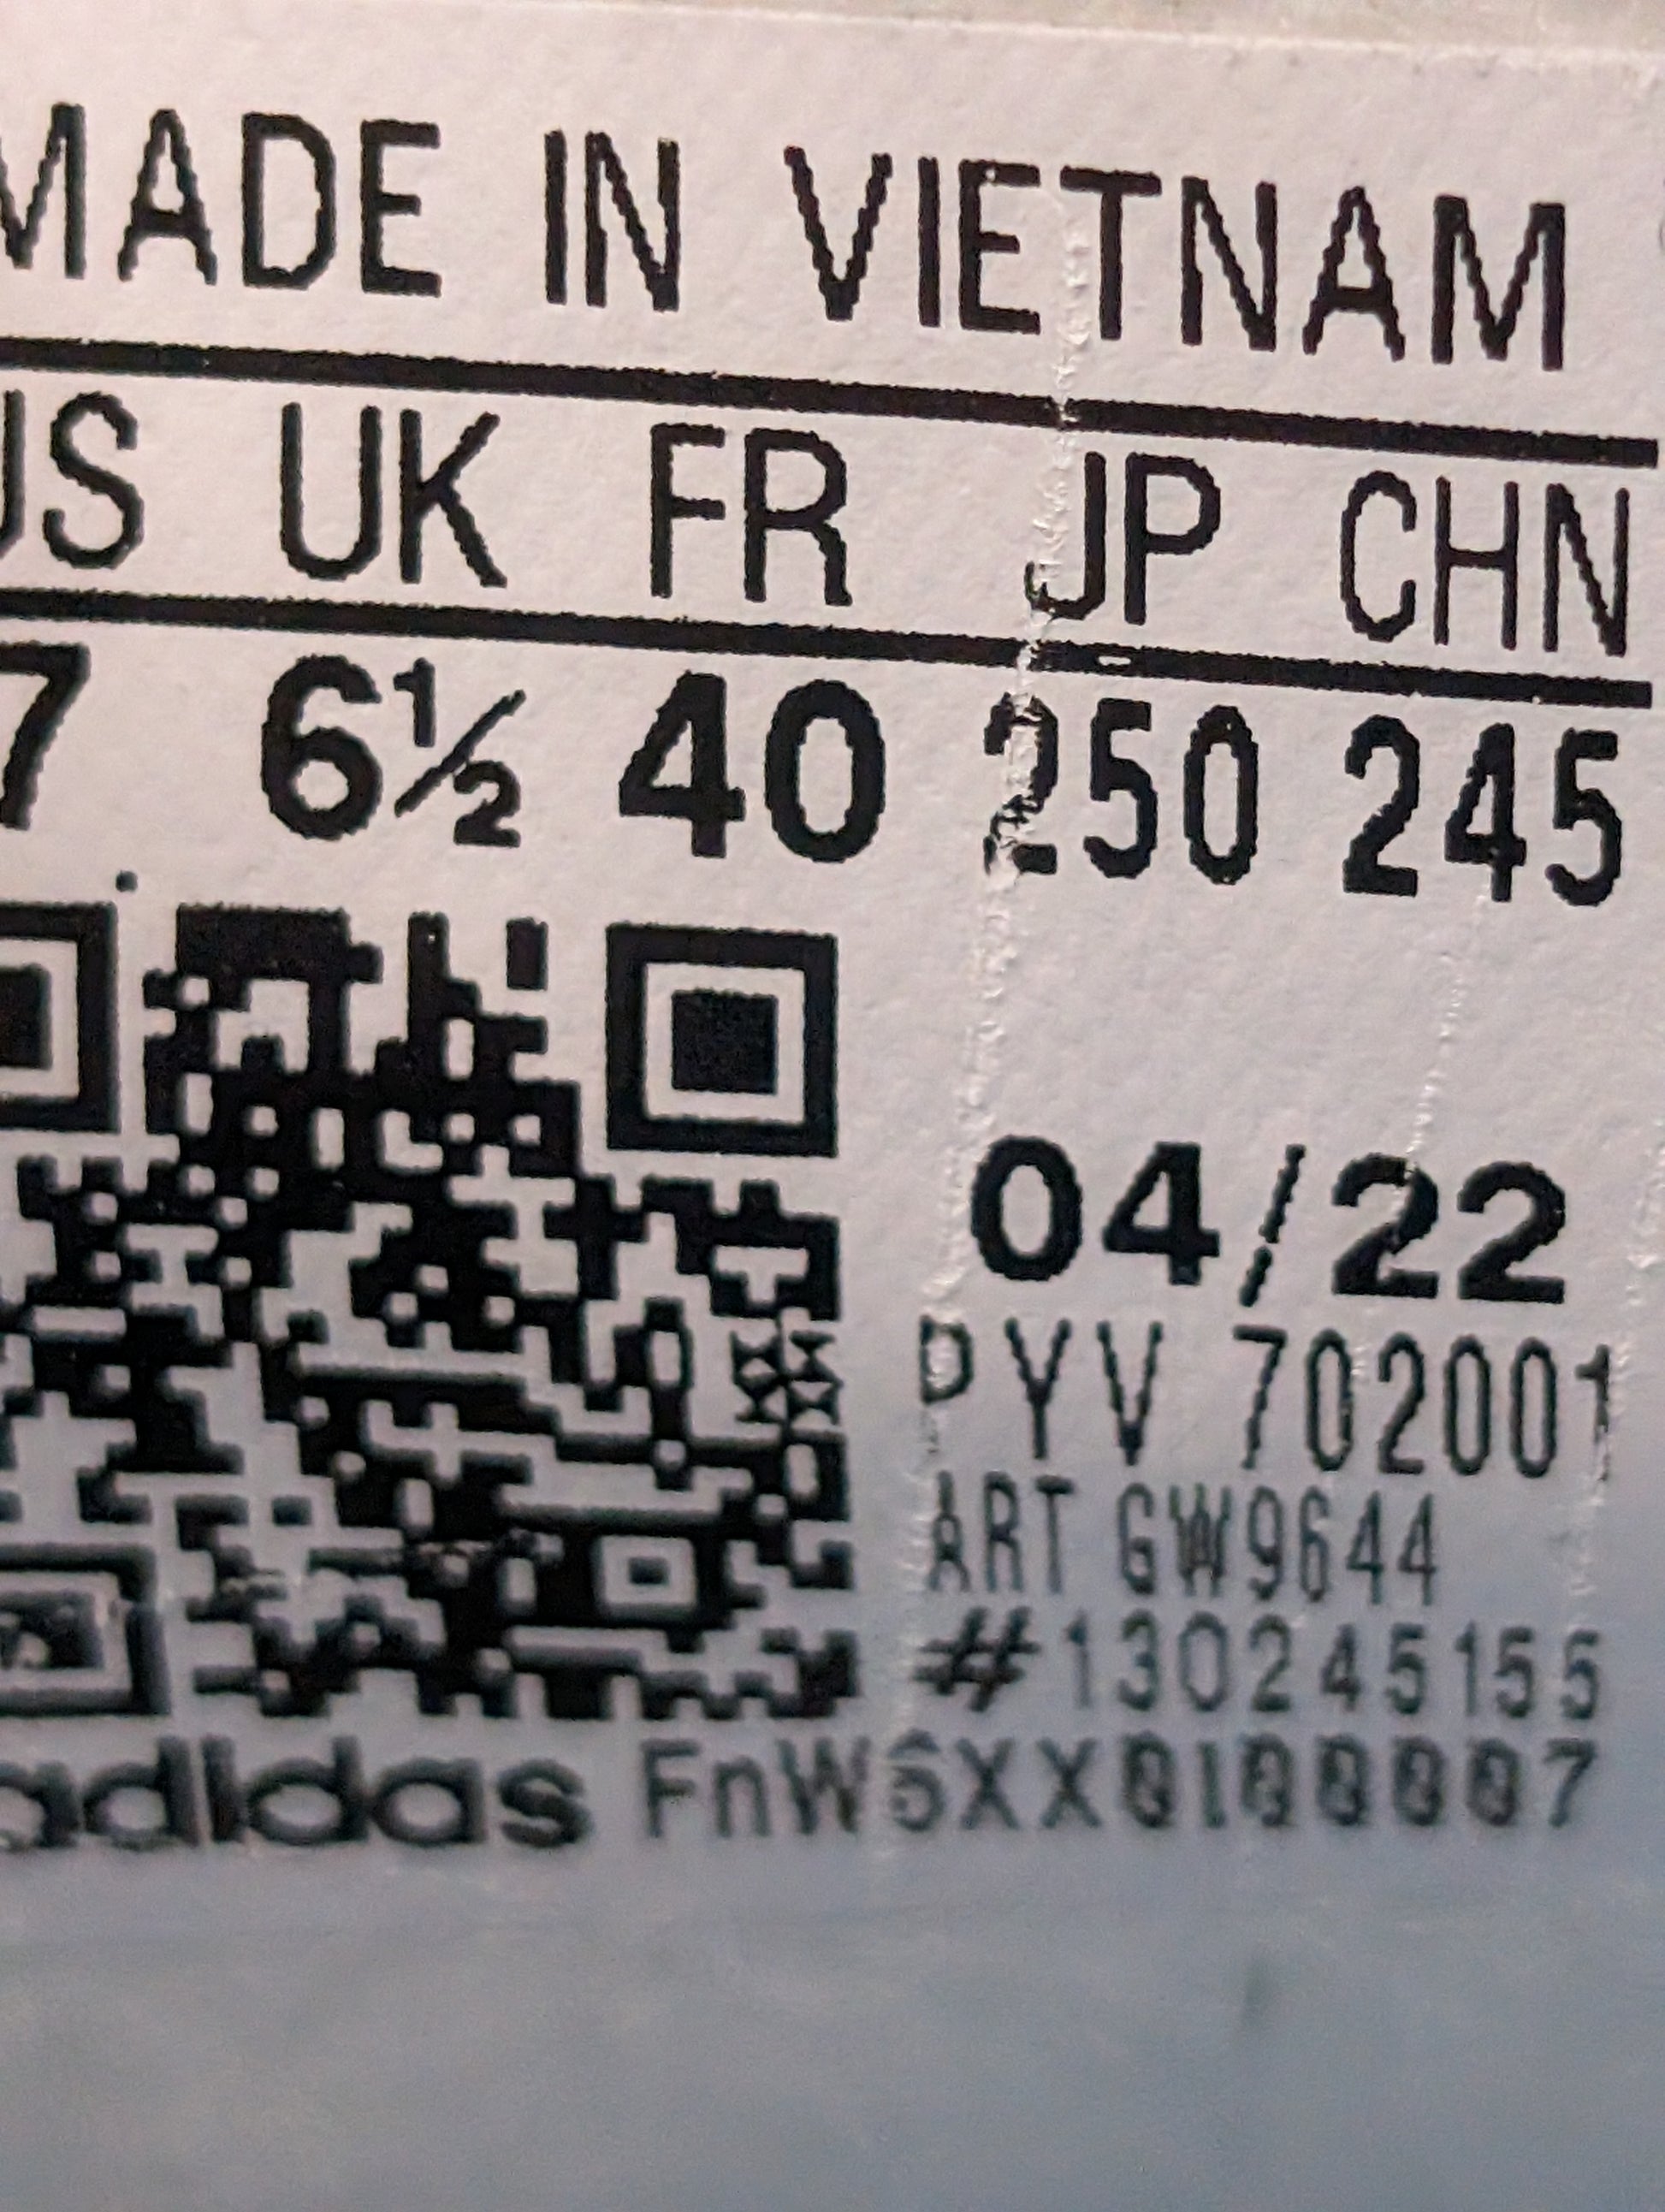 MADE IN VIETNAM
US UK FR JP CHN
7 6½ 40 250 245
04/22
PYV 702001
ART GW9644
#130245155
adidas FnW6XX0100007